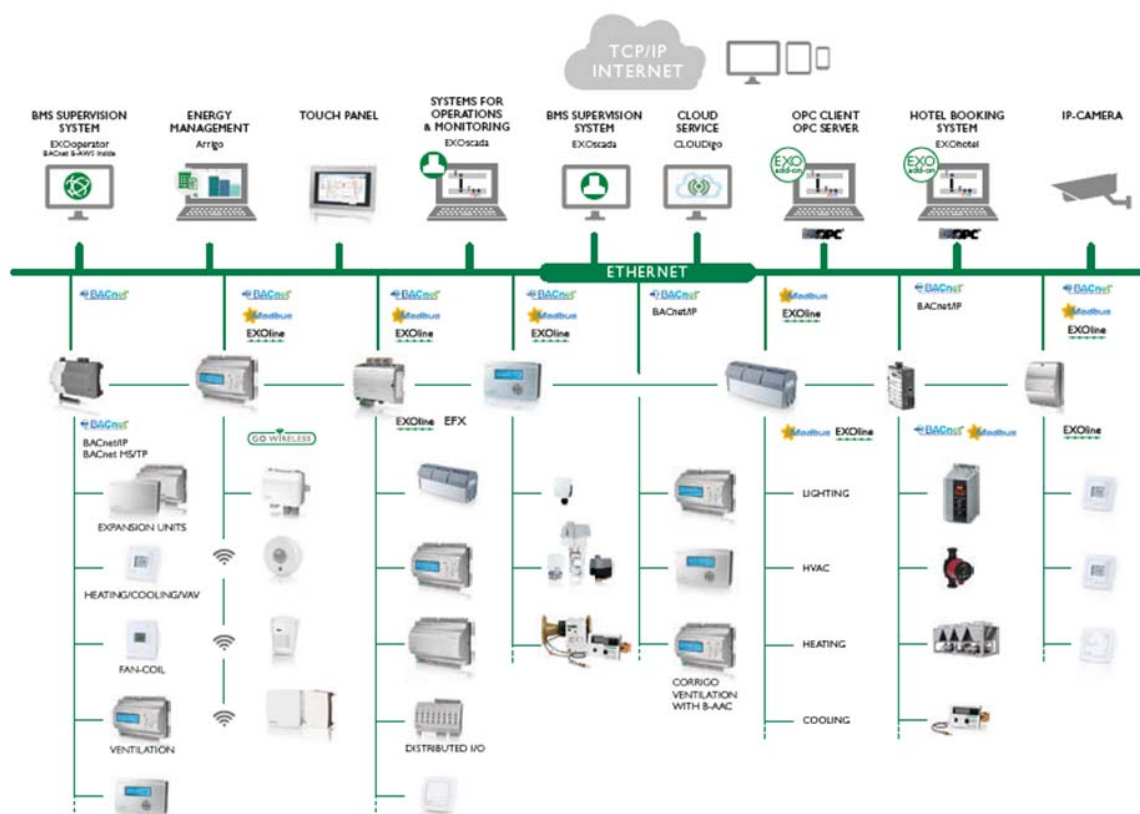 TCP/IP
INTERNET
BMS SUPERVISION
SYSTEM
EXOoperator
BACnet B-AWS inside
ENERGY
MANAGEMENT
Arrigo
TOUCH PANEL
SYSTEMS FOR
OPERATIONS
& MONITORING
EXOscada
BMS SUPERVISION
SYSTEM
EXOscada
CLOUD
SERVICE
CLOUDigo
OPC CLIENT
OPC SERVER
HOTEL BOOKING
SYSTEM
EXOhotel
IP-CAMERA
EXO
add-on
EXO
add-on
OPC
OPC
ETHERNET
BACnet
BACnet
Modbus
EXOline
BACnet
Modbus
EXOline
BACnet
Modbus
EXOline
BACnet
BACnet/IP
Modbus
EXOline
BACnet
BACnet/IP
BACnet
Modbus
EXOline
BACnet
BACnet/IP
BACnet MS/TP
GO WIRELESS
EXOline EFX
Modbus EXOline
BACnet Modbus
EXOline
EXPANSION UNITS
LIGHTING
HEATING/COOLING/VAV
HVAC
FAN-COIL
HEATING
CORRIGO
VENTILATION
WITH B-AAC
VENTILATION
DISTRIBUTED I/O
COOLING